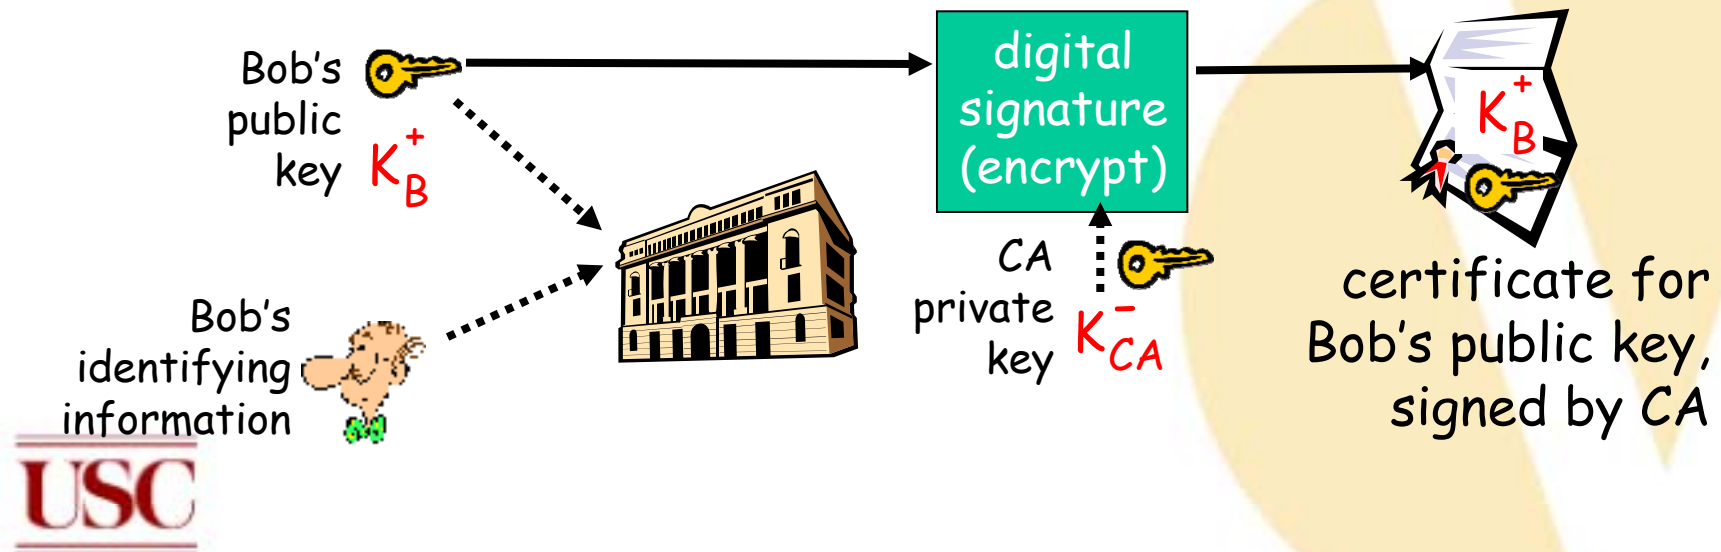 Bob's
public
key
K
+
B
digital
signature
(encrypt)
K
+
B
CA
private
key
K
-
CA
certificate for
Bob's public key,
signed by CA
Bob's
identifying
information
USC